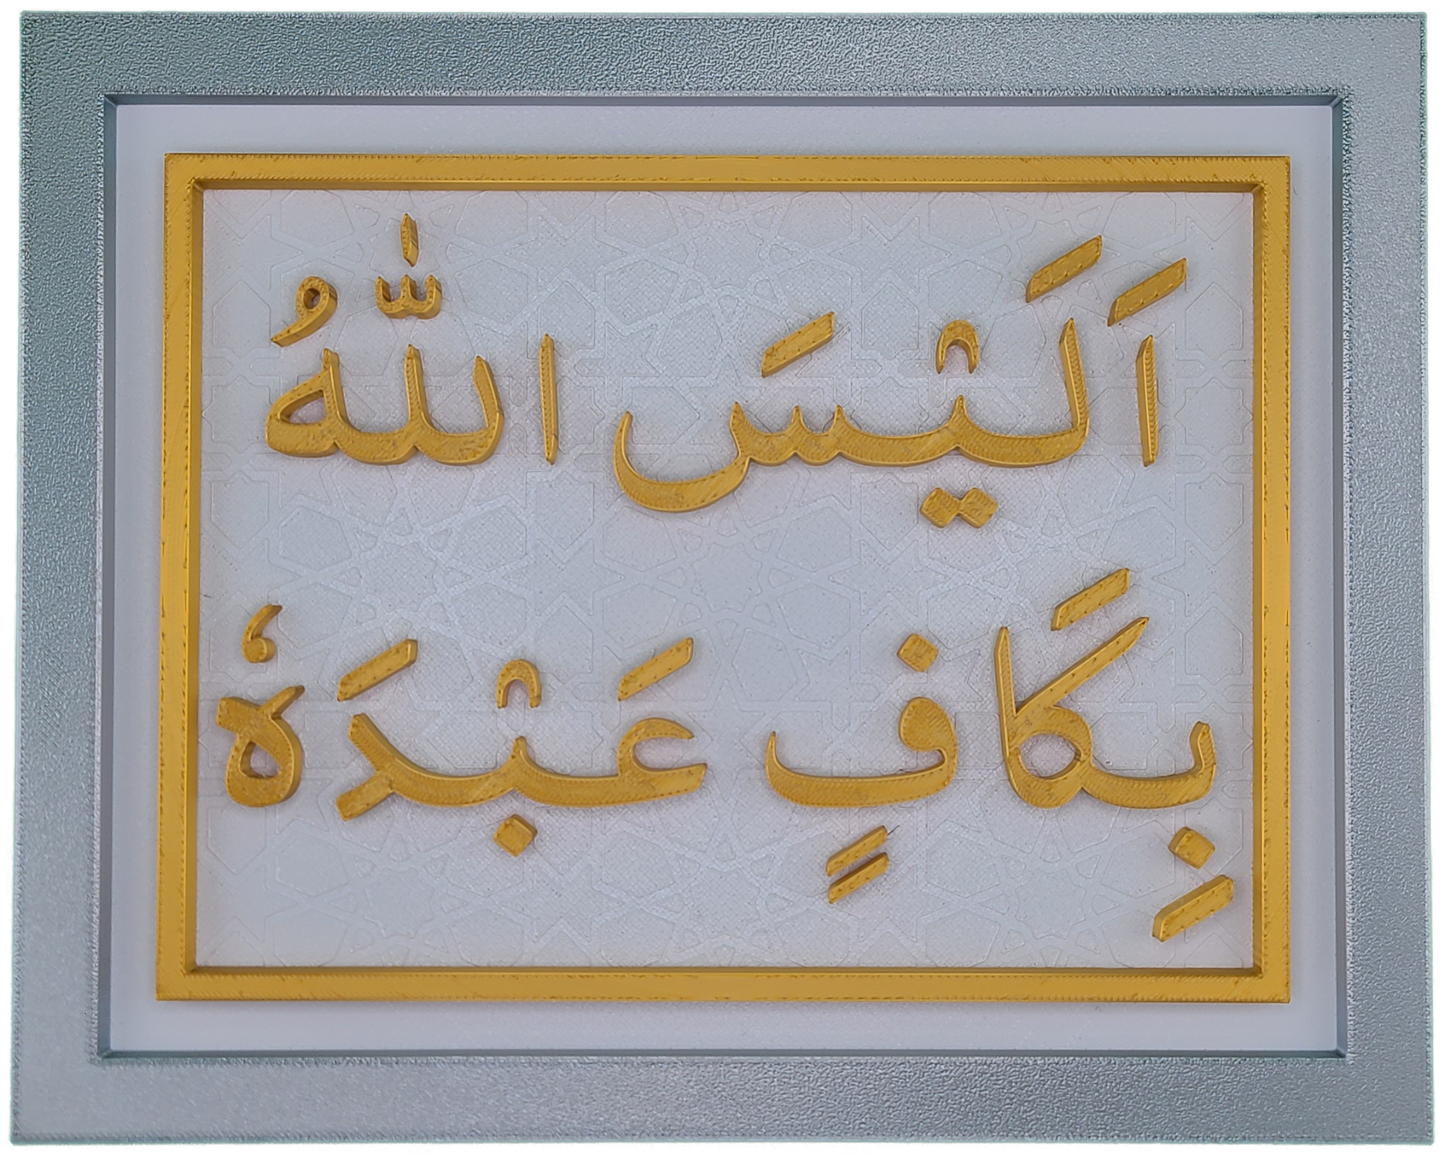 اَلَيْسَ اللّٰهُ
بِكَافٍ عَبْدَهٗ